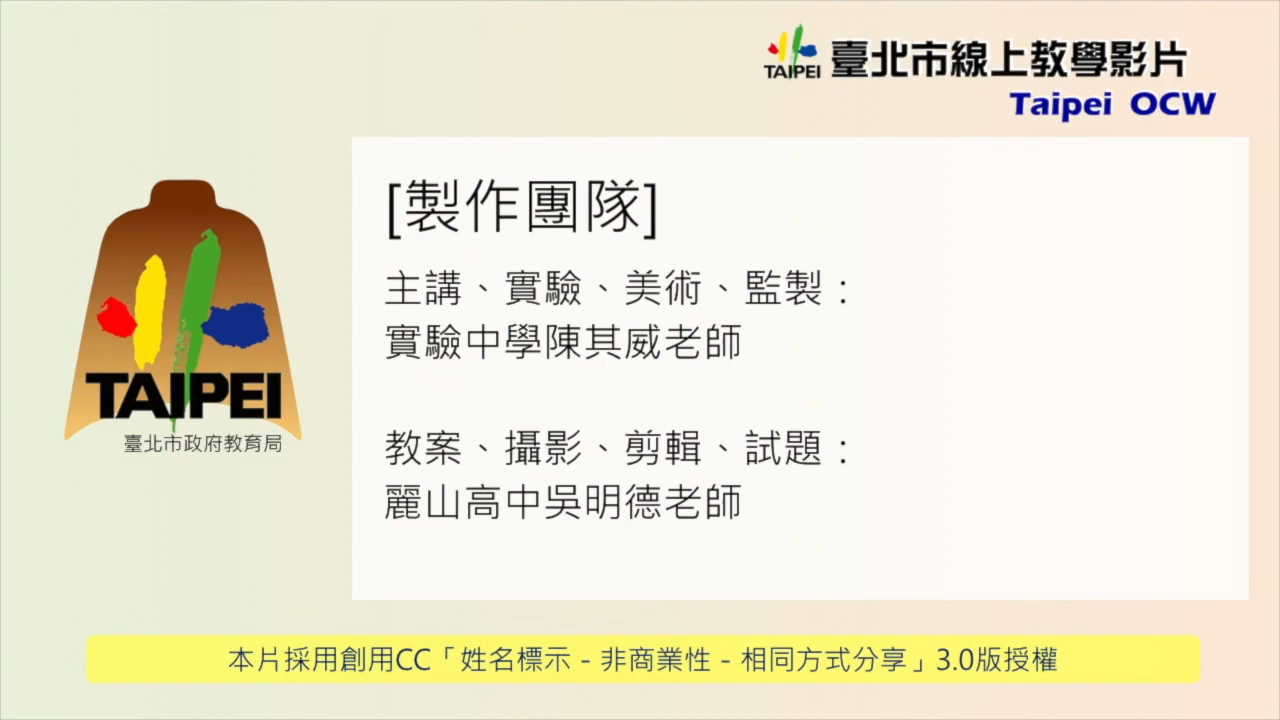 TAIPEI 臺北市線上教學影片
Taipei OCW
[製作團隊]
主講、實驗、美術、監製：
實驗中學陳其威老師
教案、攝影、剪輯、試題：
麗山高中吳明德老師
TAIPEI
臺北市政府教育局
本片採用創用CC「姓名標示－非商業性－相同方式分享」3.0版授權